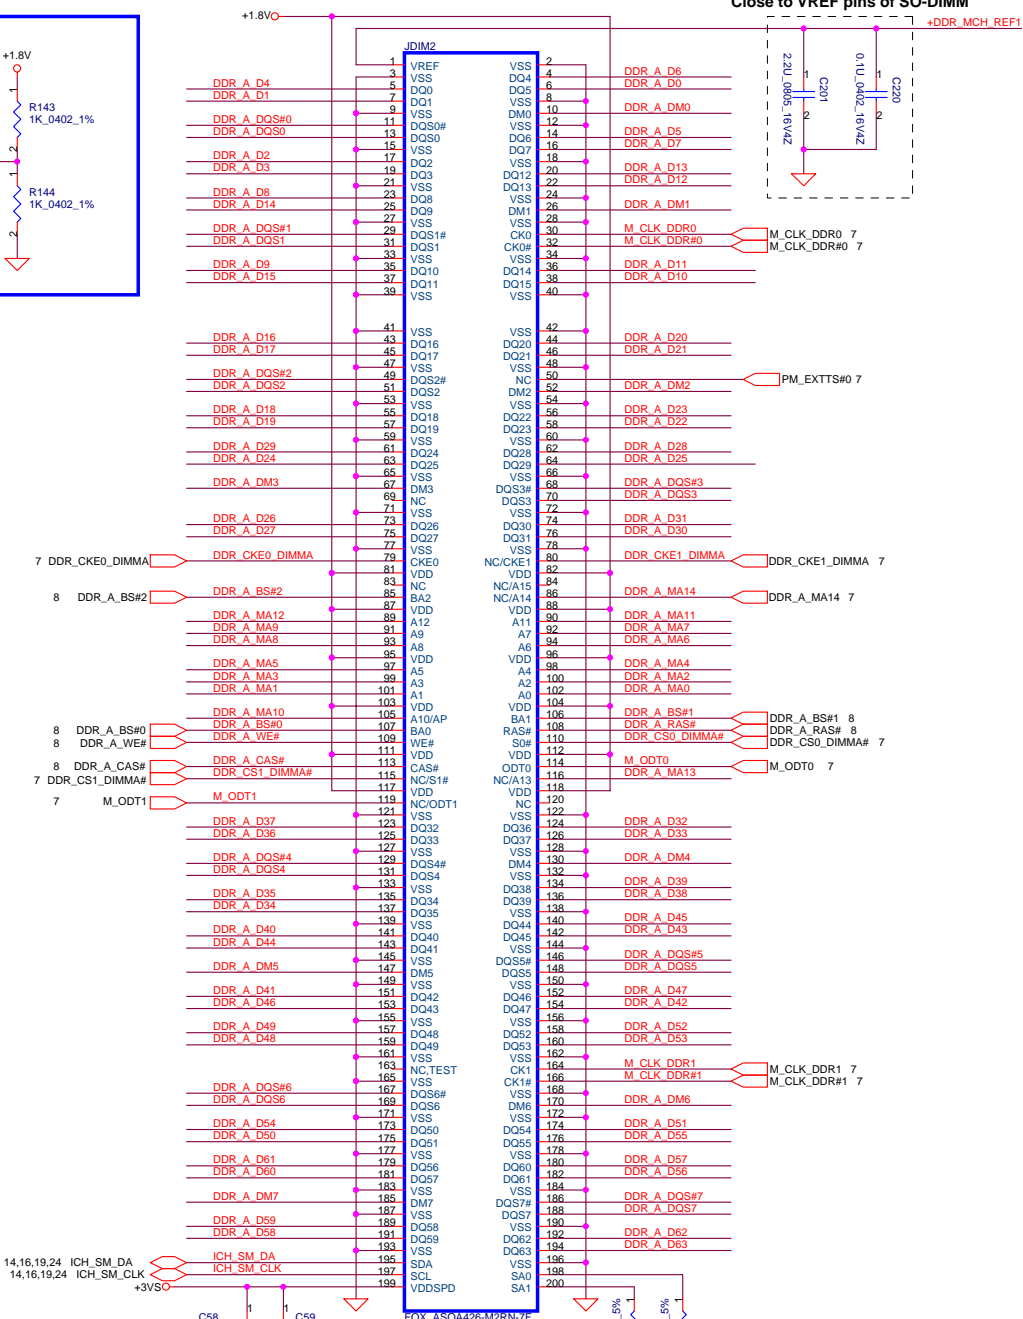 Close to VREF pins of SO-DIMM
+1.8V
+DDR_MCH_REF1
+1.8V
R143
1K_0402_1%
R144
1K_0402_1%
1
2
1
2
C201
2.2U_0805_16V4Z
1
2
C220
0.1U_0402_16V4Z
1
2
JDIM2
1 VREF VSS 2
3 VSS DQ4 4 DDR_A_D6
DDR_A_D4 5 DQ0 DQ5 6 DDR_A_D0
DDR_A_D1 7 DQ1 VSS 8
9 VSS DM0 10 DDR_A_DM0
DDR_A_DQS#0 11 DQS0# VSS 12
DDR_A_DQS0 13 DQS0 DQ6 14 DDR_A_D5
15 VSS DQ7 16 DDR_A_D7
DDR_A_D2 17 DQ2 VSS 18
DDR_A_D3 19 DQ3 DQ12 20 DDR_A_D13
21 VSS DQ13 22 DDR_A_D12
DDR_A_D8 23 DQ8 VSS 24
DDR_A_D14 25 DQ9 DM1 26 DDR_A_DM1
27 VSS VSS 28
DDR_A_DQS#1 29 DQS1# CK0 30 M_CLK_DDR0 M_CLK_DDR0 7
DDR_A_DQS1 31 DQS1 CK0# 32 M_CLK_DDR#0 M_CLK_DDR#0 7
33 VSS VSS 34
DDR_A_D9 35 DQ10 DQ14 36 DDR_A_D11
DDR_A_D15 37 DQ11 DQ15 38 DDR_A_D10
39 VSS VSS 40
41 VSS VSS 42
DDR_A_D16 43 DQ16 DQ20 44 DDR_A_D20
DDR_A_D17 45 DQ17 DQ21 46 DDR_A_D21
47 VSS VSS 48
DDR_A_DQS#2 49 DQS2# NC 50 PM_EXTTS#0 7
DDR_A_DQS2 51 DQS2 DM2 52 DDR_A_DM2
53 VSS VSS 54
DDR_A_D18 55 DQ18 DQ22 56 DDR_A_D23
DDR_A_D19 57 DQ19 DQ23 58 DDR_A_D22
59 VSS VSS 60
DDR_A_D29 61 DQ24 DQ28 62 DDR_A_D28
DDR_A_D24 63 DQ25 DQ29 64 DDR_A_D25
65 VSS VSS 66
DDR_A_DM3 67 DM3 DQS3# 68 DDR_A_DQS#3
69 NC DQS3 70 DDR_A_DQS3
71 VSS VSS 72
DDR_A_D26 73 DQ26 DQ30 74 DDR_A_D31
DDR_A_D27 75 DQ27 DQ31 76 DDR_A_D30
77 VSS VSS 78
7 DDR_CKE0_DIMMA DDR_CKE0_DIMMA 79 CKE0 NC/CKE1 80 DDR_CKE1_DIMMA DDR_CKE1_DIMMA 7
81 VDD VDD 82
83 NC NC/A15 84
8 DDR_A_BS#2 DDR_A_BS#2 85 BA2 NC/A14 86 DDR_A_MA14 DDR_A_MA14 7
87 VDD VDD 88
DDR_A_MA12 89 A12 A11 90 DDR_A_MA11
DDR_A_MA9 91 A9 A7 92 DDR_A_MA7
DDR_A_MA8 93 A8 A6 94 DDR_A_MA6
95 VDD VDD 96
DDR_A_MA5 97 A5 A4 98 DDR_A_MA4
DDR_A_MA3 99 A3 A2 100 DDR_A_MA2
DDR_A_MA1 101 A1 A0 102 DDR_A_MA0
103 VDD VDD 104
DDR_A_MA10 105 A10/AP BA1 106 DDR_A_BS#1 DDR_A_BS#1 8
8 DDR_A_BS#0 DDR_A_BS#0 107 BA0 RAS# 108 DDR_A_RAS# DDR_A_RAS# 8
8 DDR_A_WE# DDR_A_WE# 109 WE# S0# 110 DDR_CS0_DIMMA# DDR_CS0_DIMMA# 7
111 VDD VDD 112
8 DDR_A_CAS# DDR_A_CAS# 113 CAS# ODT0 114 M_ODT0 M_ODT0 7
7 DDR_CS1_DIMMA# DDR_CS1_DIMMA# 115 NC/S1# NC/A13 116 DDR_A_MA13
117 VDD VDD 118
7 M_ODT1 M_ODT1 119 NC/ODT1 NC 120
121 VSS VSS 122
DDR_A_D37 123 DQ32 DQ36 124 DDR_A_D32
DDR_A_D36 125 DQ33 DQ37 126 DDR_A_D33
127 VSS VSS 128
DDR_A_DQS#4 129 DQS4# DM4 130 DDR_A_DM4
DDR_A_DQS4 131 DQS4 VSS 132
133 VSS DQ38 134 DDR_A_D39
DDR_A_D35 135 DQ34 DQ39 136 DDR_A_D38
DDR_A_D34 137 DQ35 VSS 138
139 VSS DQ44 140 DDR_A_D45
DDR_A_D40 141 DQ40 DQ45 142 DDR_A_D43
DDR_A_D44 143 DQ41 VSS 144
145 VSS DQS5# 146 DDR_A_DQS#5
DDR_A_DM5 147 DM5 DQS5 148 DDR_A_DQS5
149 VSS VSS 150
DDR_A_D41 151 DQ42 DQ46 152 DDR_A_D47
DDR_A_D46 153 DQ43 DQ47 154 DDR_A_D42
155 VSS VSS 156
DDR_A_D49 157 DQ48 DQ52 158 DDR_A_D52
DDR_A_D48 159 DQ49 DQ53 160 DDR_A_D53
161 VSS VSS 162
163 NC,TEST CK1 164 M_CLK_DDR1 M_CLK_DDR1 7
165 VSS CK1# 166 M_CLK_DDR#1 M_CLK_DDR#1 7
DDR_A_DQS#6 167 DQS6# VSS 168
DDR_A_DQS6 169 DQS6 DM6 170 DDR_A_DM6
171 VSS VSS 172
DDR_A_D54 173 DQ50 DQ54 174 DDR_A_D51
DDR_A_D50 175 DQ51 DQ55 176 DDR_A_D55
177 VSS VSS 178
DDR_A_D61 179 DQ56 DQ60 180 DDR_A_D57
DDR_A_D60 181 DQ57 DQ61 182 DDR_A_D56
183 VSS VSS 184
DDR_A_DM7 185 DM7 DQS7# 186 DDR_A_DQS#7
187 VSS DQS7 188 DDR_A_DQS7
DDR_A_D59 189 DQ58 VSS 190
DDR_A_D58 191 DQ59 DQ62 192 DDR_A_D62
193 VSS DQ63 194 DDR_A_D63
14,16,19,24 ICH_SM_DA ICH_SM_DA 195 SDA VSS 196
14,16,19,24 ICH_SM_CLK ICH_SM_CLK 197 SCL SA0 198
+3VS 199 VDDSPD SA1 200
C58 1
1 C59
FOX_ASOA426-M2RN-7F
_5% 1
_5% 1